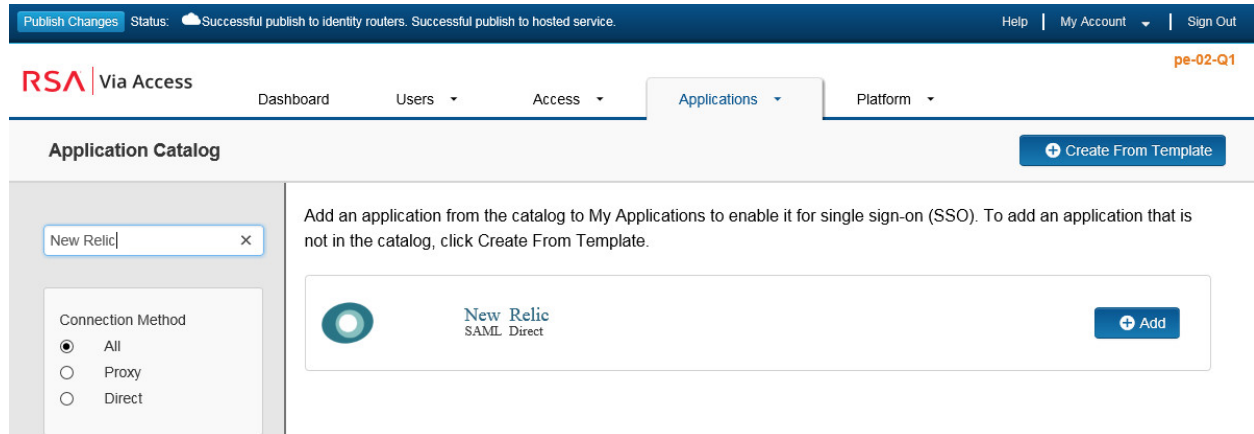 Publish Changes Status: Successful publish to identity routers. Successful publish to hosted service. Help My Account Sign Out
pe-02-Q1
RSA Via Access
Dashboard Users Access Applications Platform
Application Catalog Create From Template
Add an application from the catalog to My Applications to enable it for single sign-on (SSO). To add an application that is
not in the catalog, click Create From Template.
New Relic
New Relic
SAML Direct
Add
Connection Method
All
Proxy
Direct